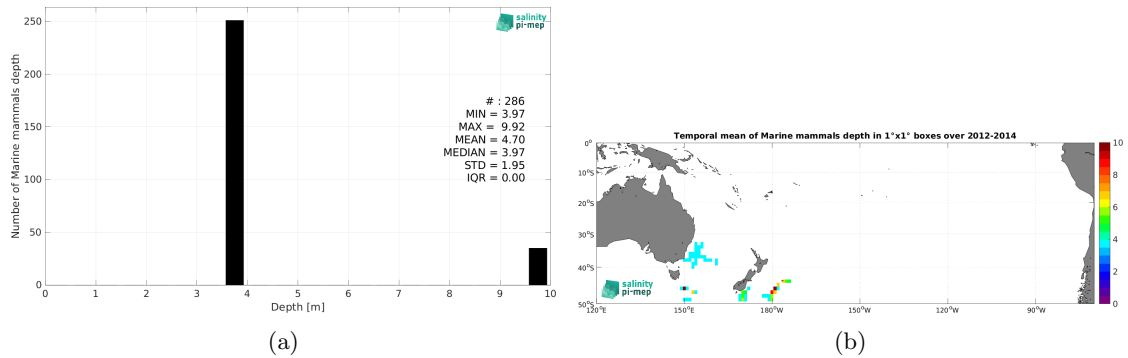 250
200
150
100
50
0
Number of Marine mammals depth
0 1 2 3 4 5 6 7 8 9 10
Depth [m]
salinity
pi-mep
# : 286
MIN = 3.97
MAX = 9.92
MEAN = 4.70
MEDIAN = 3.97
STD = 1.95
IQR = 0.00
(a)
Temporal mean of Marine mammals depth in 1°x1° boxes over 2012-2014
0°
10°S
20°S
30°S
40°S
50°S
120°E 150°E 180°W 150°W 120°W 90°W
salinity
pi-mep
10
8
6
4
2
0
(b)